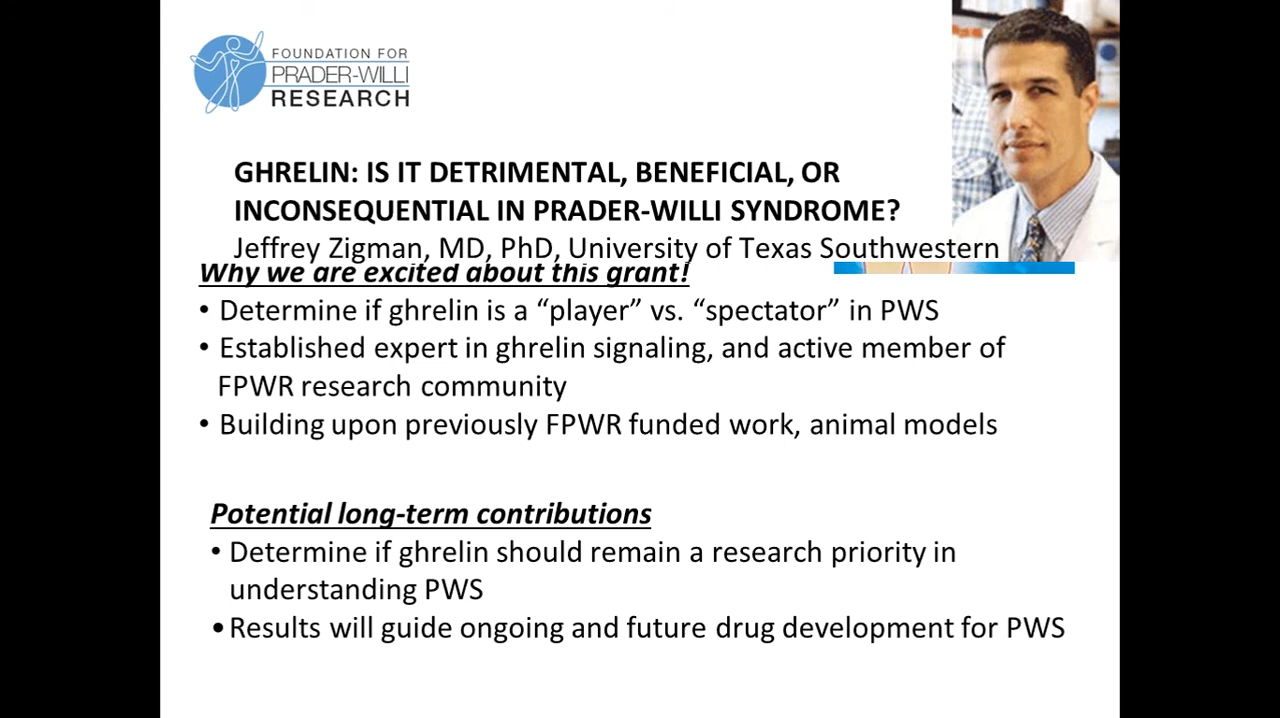 FOUNDATION FOR
PRADER-WILLI
RESEARCH
GHRELIN: IS IT DETRIMENTAL, BENEFICIAL, OR
INCONSEQUENTIAL IN PRADER-WILLI SYNDROME?
Jeffrey Zigman, MD, PhD, University of Texas Southwestern
Why we are excited about this grant!
• Determine if ghrelin is a “player” vs. “spectator” in PWS
• Established expert in ghrelin signaling, and active member of
FPWR research community
• Building upon previously FPWR funded work, animal models
Potential long-term contributions
• Determine if ghrelin should remain a research priority in
understanding PWS
• Results will guide ongoing and future drug development for PWS